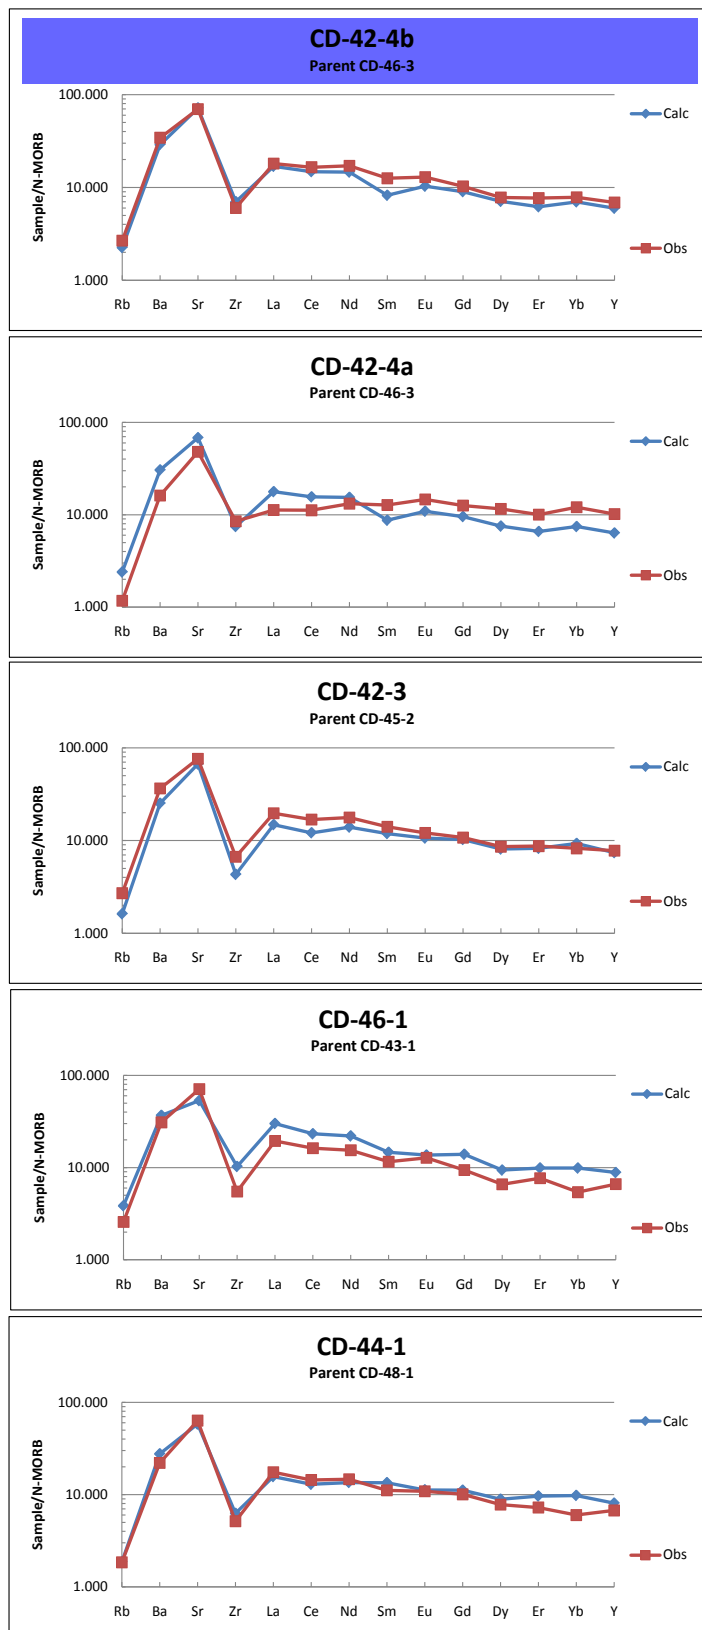 CD-42-4b
Parent CD-46-3
100.000
10.000
1.000
Sample/N-MORB
Rb Ba Sr Zr La Ce Nd Sm Eu Gd Dy Er Yb Y
Calc
Obs
CD-42-4a
Parent CD-46-3
100.000
10.000
1.000
Sample/N-MORB
Rb Ba Sr Zr La Ce Nd Sm Eu Gd Dy Er Yb Y
Calc
Obs
CD-42-3
Parent CD-45-2
100.000
10.000
1.000
Sample/N-MORB
Rb Ba Sr Zr La Ce Nd Sm Eu Gd Dy Er Yb Y
Calc
Obs
CD-46-1
Parent CD-43-1
100.000
10.000
1.000
Sample/N-MORB
Rb Ba Sr Zr La Ce Nd Sm Eu Gd Dy Er Yb Y
Calc
Obs
CD-44-1
Parent CD-48-1
100.000
10.000
1.000
Sample/N-MORB
Rb Ba Sr Zr La Ce Nd Sm Eu Gd Dy Er Yb Y
Calc
Obs